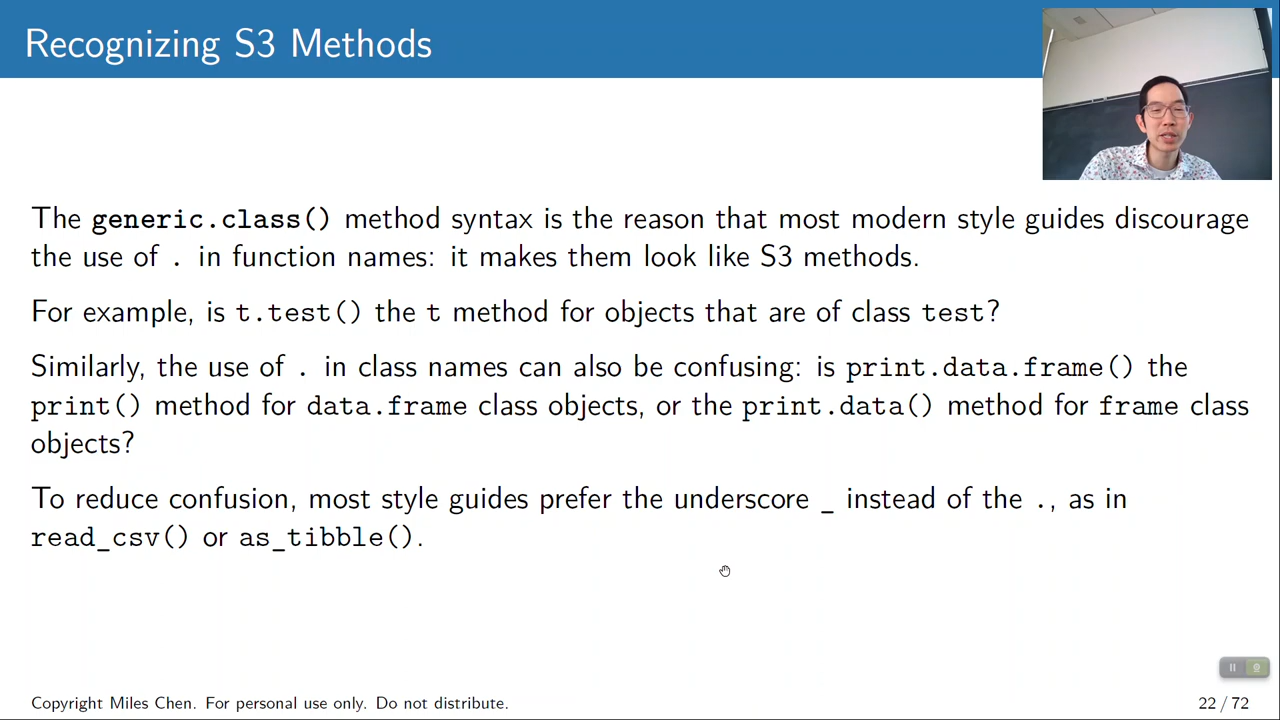 Recognizing S3 Methods
The generic.class() method syntax is the reason that most modern style guides discourage
the use of . in function names: it makes them look like S3 methods.
For example, is t.test() the t method for objects that are of class test?
Similarly, the use of . in class names can also be confusing: is print.data.frame() the
print() method for data.frame class objects, or the print.data() method for frame class
objects?
To reduce confusion, most style guides prefer the underscore _ instead of the ., as in
read_csv() or as_tibble().
Copyright Miles Chen. For personal use only. Do not distribute.
22 / 72